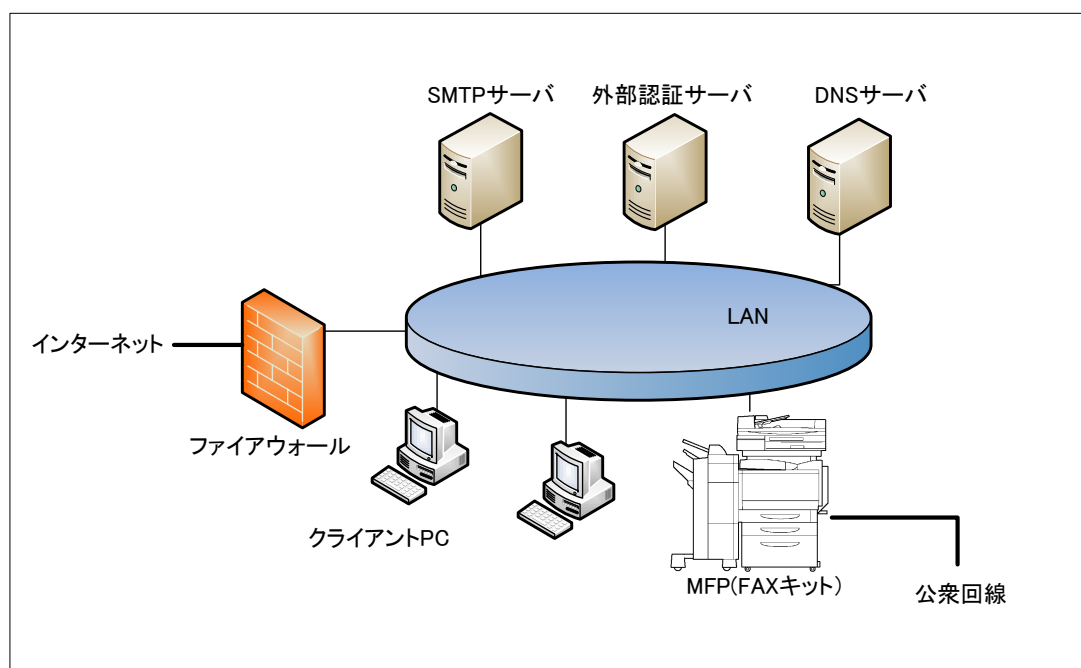 SMTPサーバ
外部認証サーバ
DNSサーバ
LAN
インターネット
ファイアウォール
クライアントPC
MFP(FAXキット)
公衆回線